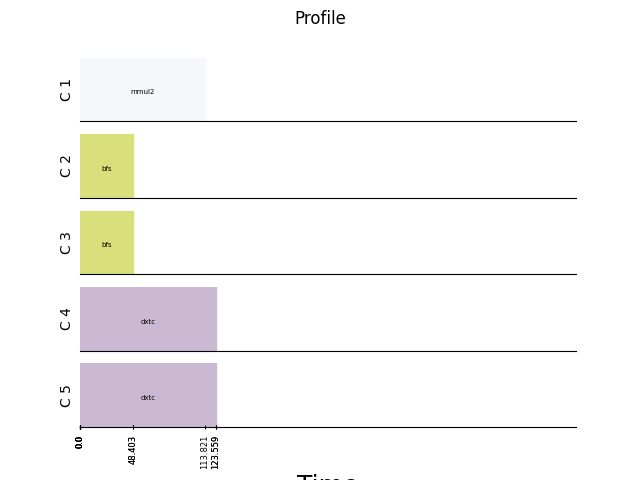 Profile
C 1
mmul2
C 2
bfs
C 3
bfs
C 4
dxtc
C 5
dxtc
0.0
48.403
113.821
123.559
Time